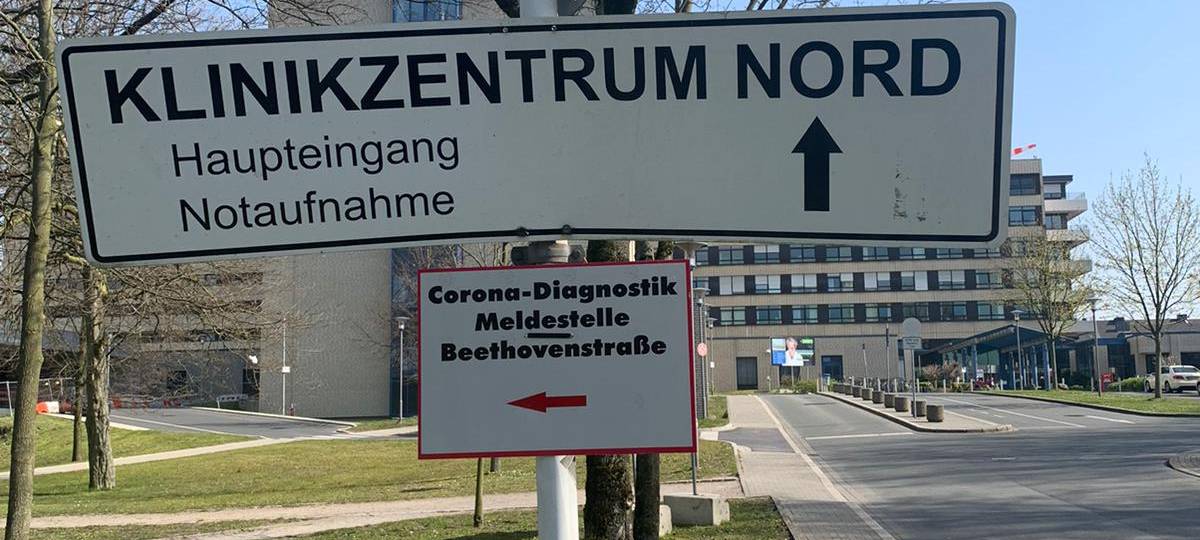 KLINIKZENTRUM NORD
Haupteingang
Notaufnahme
Corona-Diagnostik
Meldestelle
Beethovenstraße